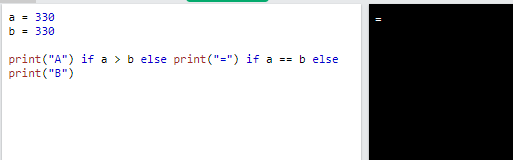 a = 330
b = 330
print("A") if a > b else print("=") if a == b else
print("B")
=